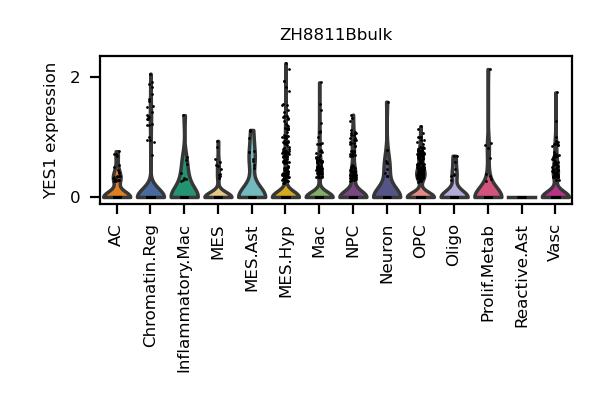 ZH8811Bbulk
YES1 expression
2
0
AC
Chromatin.Reg
Inflammatory.Mac
MES
MES.Ast
MES.Hyp
Mac
NPC
Neuron
OPC
Oligo
Prolif.Metab
Reactive.Ast
Vasc